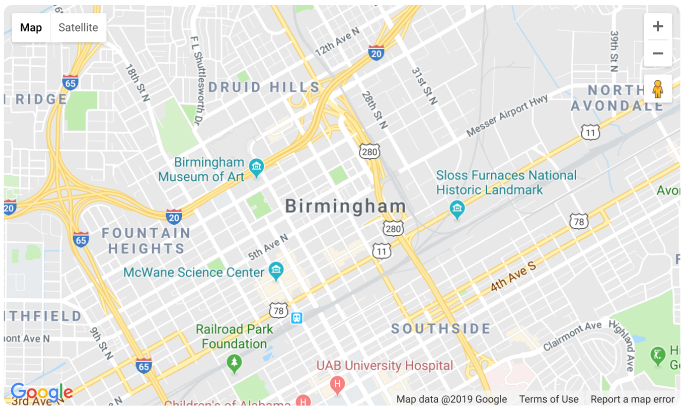 Map
Satellite
12th Ave N
39th St N
20
65
18th St N
F L Shuttlesworth Dr
DRUID HILLS
31st St N
28th St N
NORTH
AVONDALE
Messer Airport Hwy
RIDGE
11
280
Birmingham
Museum of Art
Sloss Furnaces National
Historic Landmark
20
20
Birmingham
78
280
65
FOUNTAIN
HEIGHTS
5th Ave N
11
McWane Science Center
4th Ave S
78
THFIELD
Railroad Park
Foundation
SOUTHSIDE
Clairmont Ave
Highland Ave
mont Ave N
9th St N
65
UAB University Hospital
H
Google
3rd Ave N
Children's of Alabama
H
Map data @2019 Google
Terms of Use
Report a map error